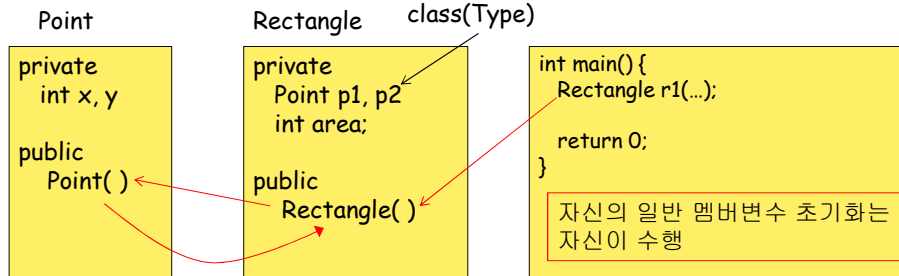 Point
private
int x, y
public
Point( )
Rectangle
class(Type)
private
Point p1, p2
int area;
public
Rectangle( )
int main() {
Rectangle r1(…);
return 0;
}
자신의 일반 멤버변수 초기화는
자신이 수행